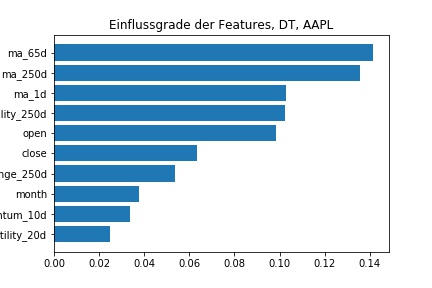 Einflussgrade der Features, DT, AAPL
ma_65d
ma_250d
ma_1d
ility_250d
open
close
nge_250d
month
ntum_10d
tility_20d
0.00 0.02 0.04 0.06 0.08 0.10 0.12 0.14